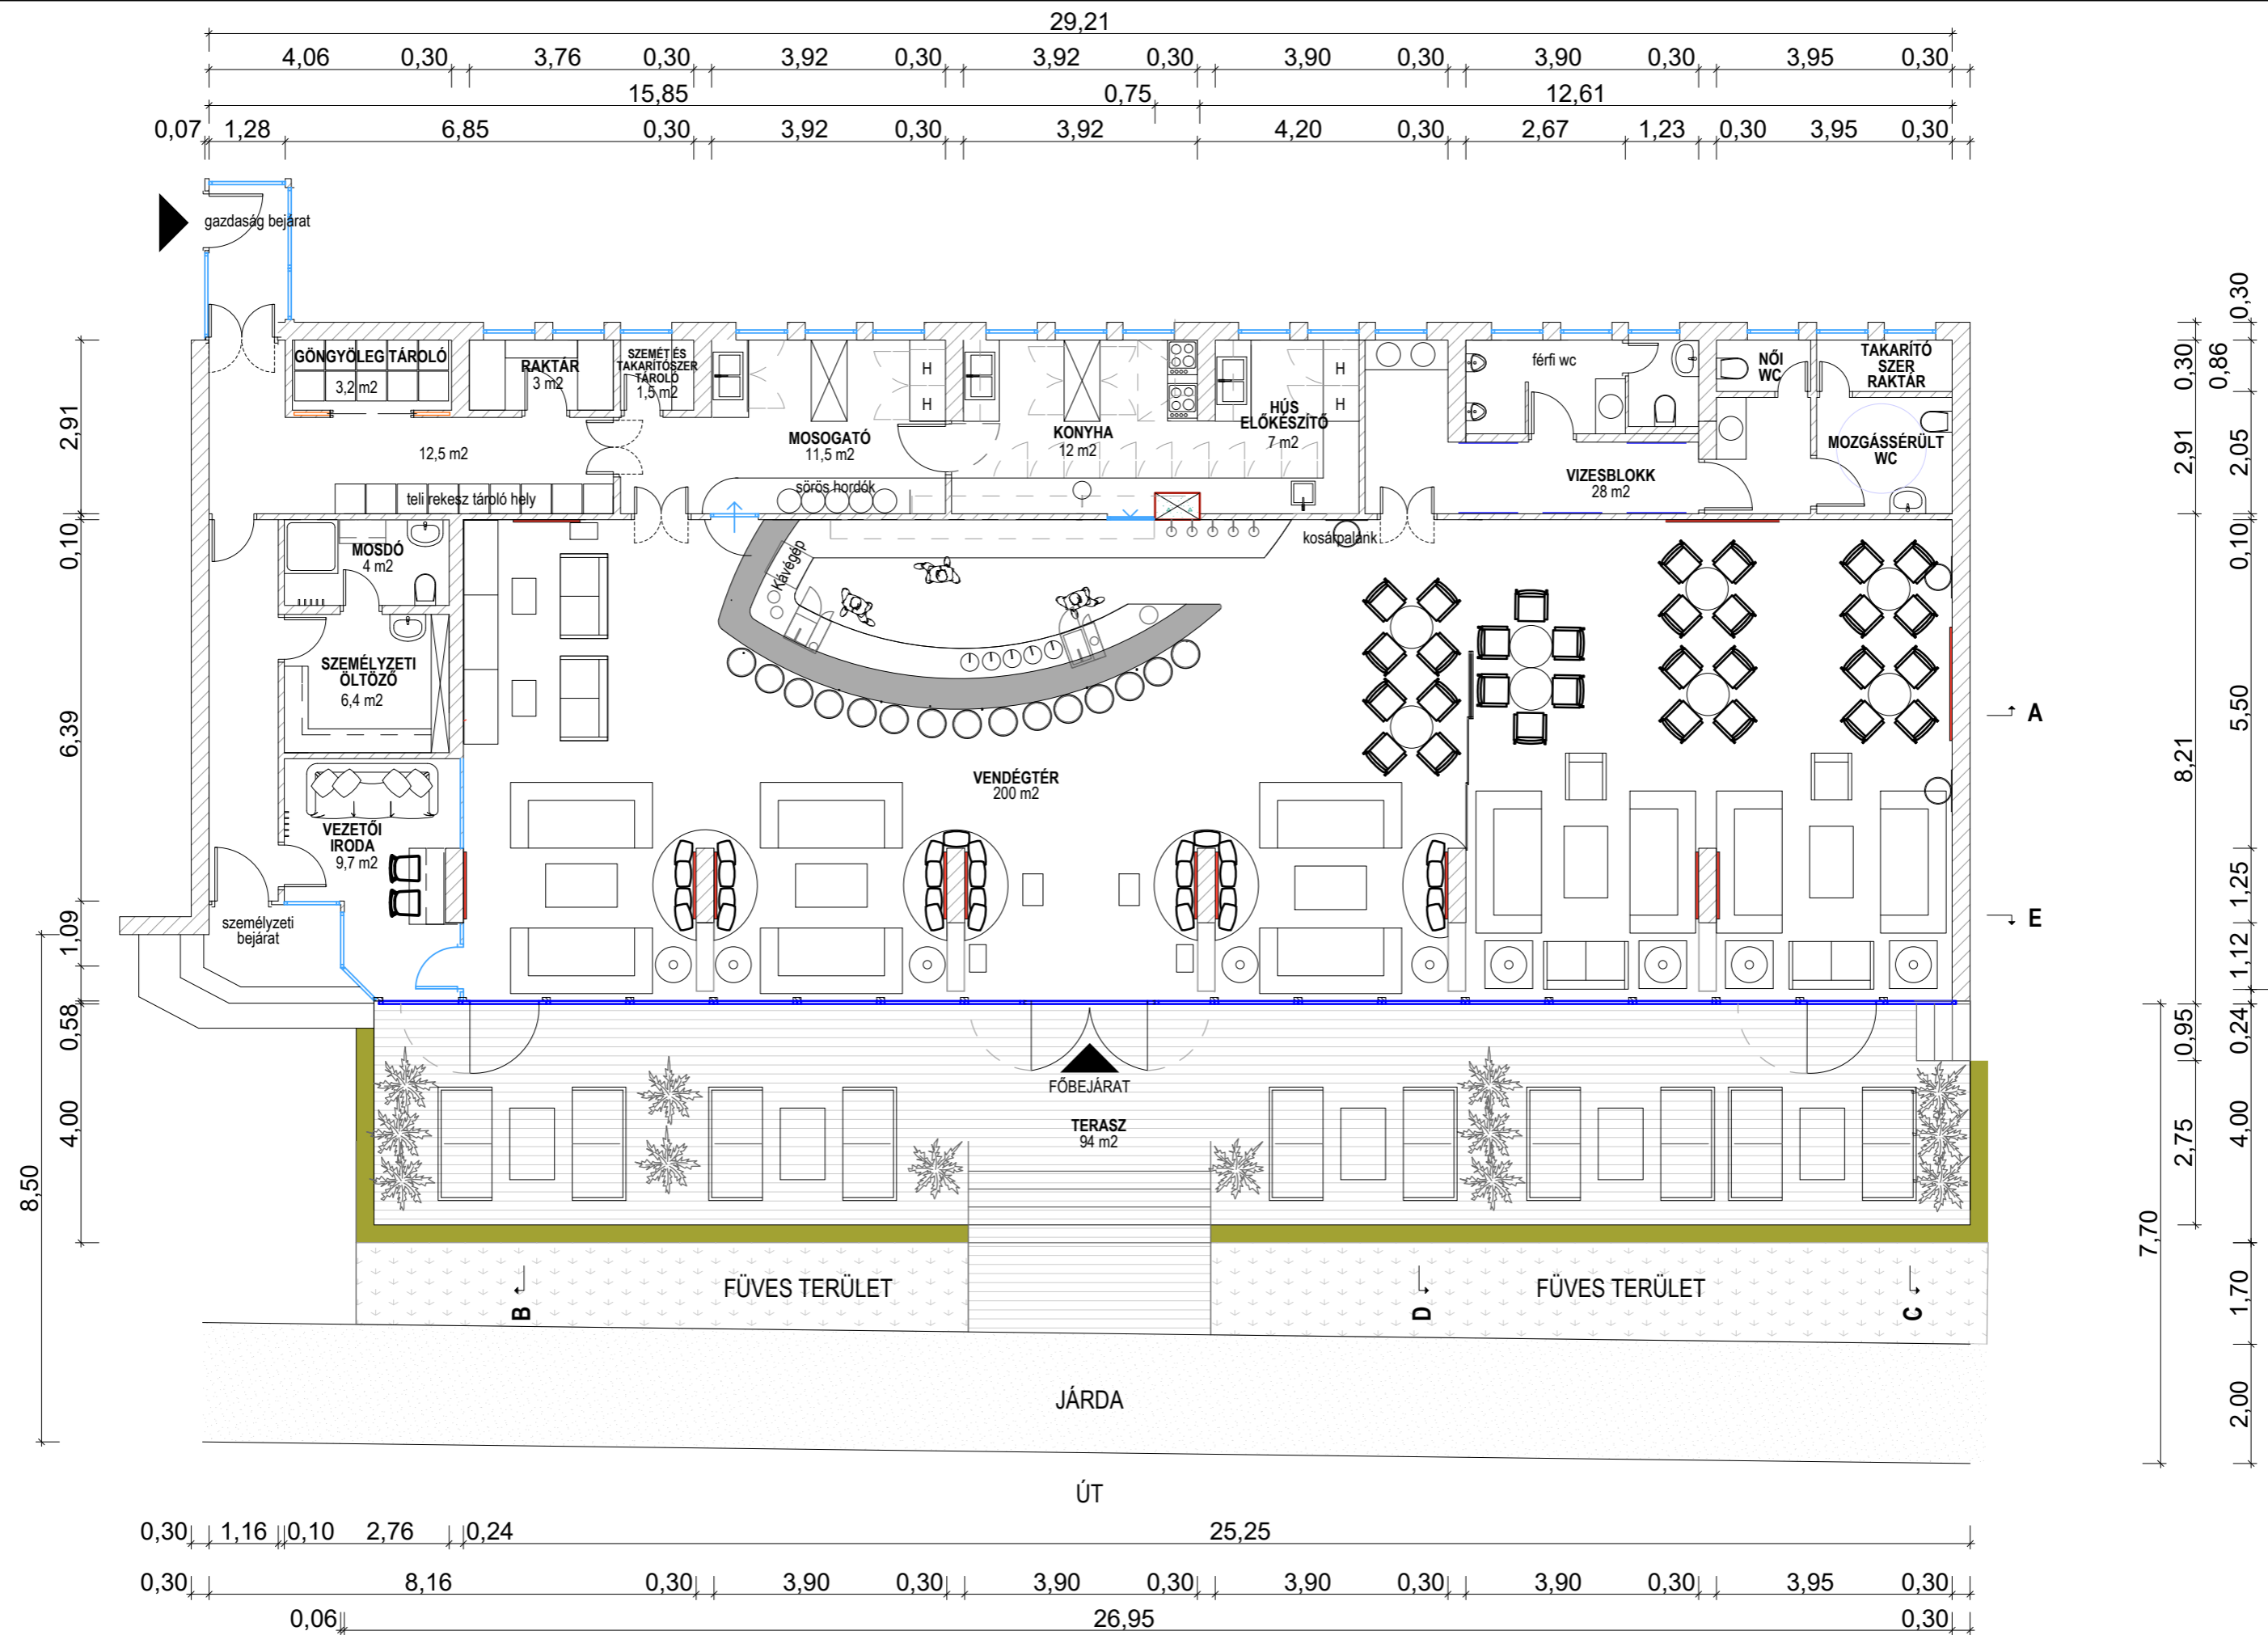 29,21
4,06 0,30 3,76 0,30 3,92 0,30 3,92 0,30 3,90 0,30 3,90 0,30 3,95 0,30
15,85 0,75 12,61
0,07 1,28 6,85 0,30 3,92 0,30 3,92 4,20 0,30 2,67 1,23 0,30 3,95 0,30
gazdaság bejárat
GÖNGYÖLEG TÁROLÓ
3,2 m2
RAKTÁR
3 m2
SZEMÉT ÉS
TAKARÍTÓSZER
TÁROLÓ
1,5 m2
H
H
H
H
HÚS
ELŐKÉSZÍTŐ
7 m2
férfi wc
NŐI
WC
TAKARÍTÓ
SZER
RAKTÁR
12,5 m2
MOSOGATÓ
11,5 m2
KONYHA
12 m2
MOZGÁSSÉRÜLT
WC
VIZESBLOKK
28 m2
teli rekesz tároló hely
sörös hordók
kosárpalánk
MOSDÓ
4 m2
Kávégép
SZEMÉLYZETI
ÖLTÖZŐ
6,4 m2
VENDÉGTÉR
200 m2
VEZETŐI
IRODA
9,7 m2
személyzeti
bejárat
A
E
FŐBEJÁRAT
TERASZ
94 m2
FÜVES TERÜLET
FÜVES TERÜLET
B
D
C
JÁRDA
ÚT
2,91
0,10
6,39
1,09
0,58
4,00
8,50
0,30
0,86
0,30
2,91
2,05
0,10
5,50
8,21
1,25
1,12
0,24
0,95
4,00
2,75
7,70
1,70
2,00
0,30 1,16 0,10 2,76 0,24 25,25
0,30 8,16 0,30 3,90 0,30 3,90 0,30 3,90 0,30 3,90 0,30 3,95 0,30
0,06 26,95 0,30